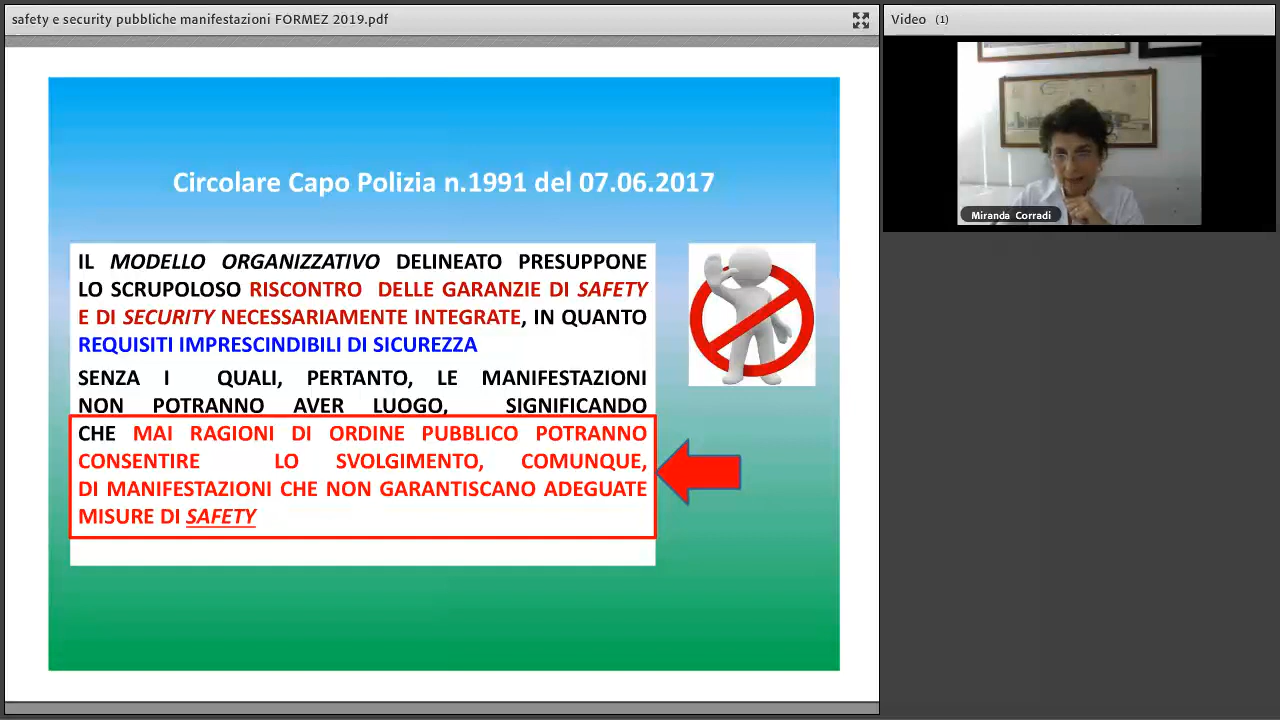 safety e security pubbliche manifestazioni FORMEZ 2019.pdf
Video (1)
Miranda Corradi
Circolare Capo Polizia n.1991 del 07.06.2017
IL MODELLO ORGANIZZATIVO DELINEATO PRESUPPONE
LO SCRUPOLOSO RISCONTRO DELLE GARANZIE DI SAFETY
E DI SECURITY NECESSARIAMENTE INTEGRATE, IN QUANTO
REQUISITI IMPRESCINDIBILI DI SICUREZZA
SENZA I QUALI, PERTANTO, LE MANIFESTAZIONI
NON POTRANNO AVER LUOGO, SIGNIFICANDO
CHE MAI RAGIONI DI ORDINE PUBBLICO POTRANNO
CONSENTIRE LO SVOLGIMENTO, COMUNQUE,
DI MANIFESTAZIONI CHE NON GARANTISCANO ADEGUATE
MISURE DI SAFETY